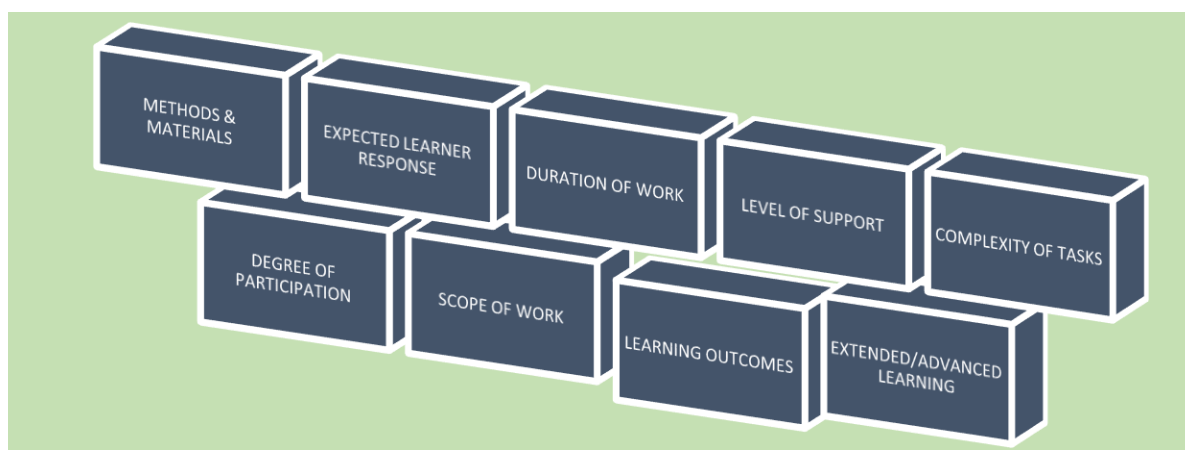 METHODS &
MATERIALS
EXPECTED LEARNER
RESPONSE
DURATION OF WORK
LEVEL OF SUPPORT
COMPLEXITY OF TASKS
DEGREE OF
PARTICIPATION
SCOPE OF WORK
LEARNING OUTCOMES
EXTENDED/ADVANCED
LEARNING